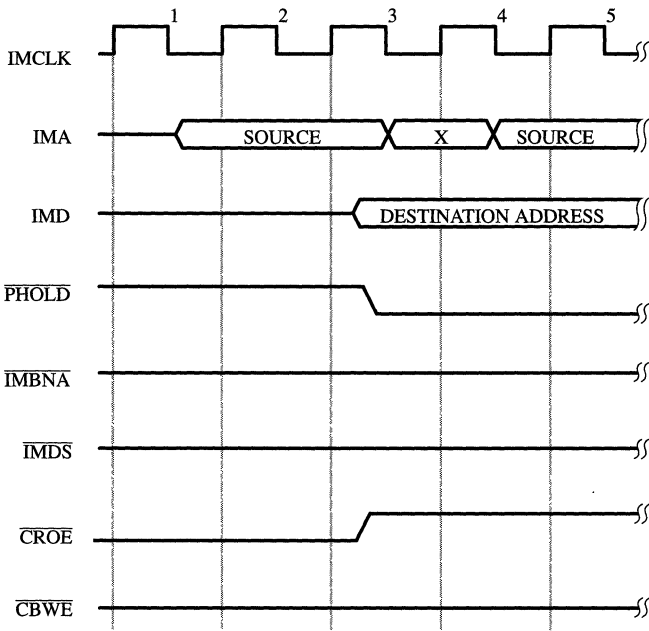 1 2 3 4 5
IMCLK
IMA SOURCE X SOURCE
IMD DESTINATION ADDRESS
PHOLD
IMBNA
IMDS
CROE
CBWE